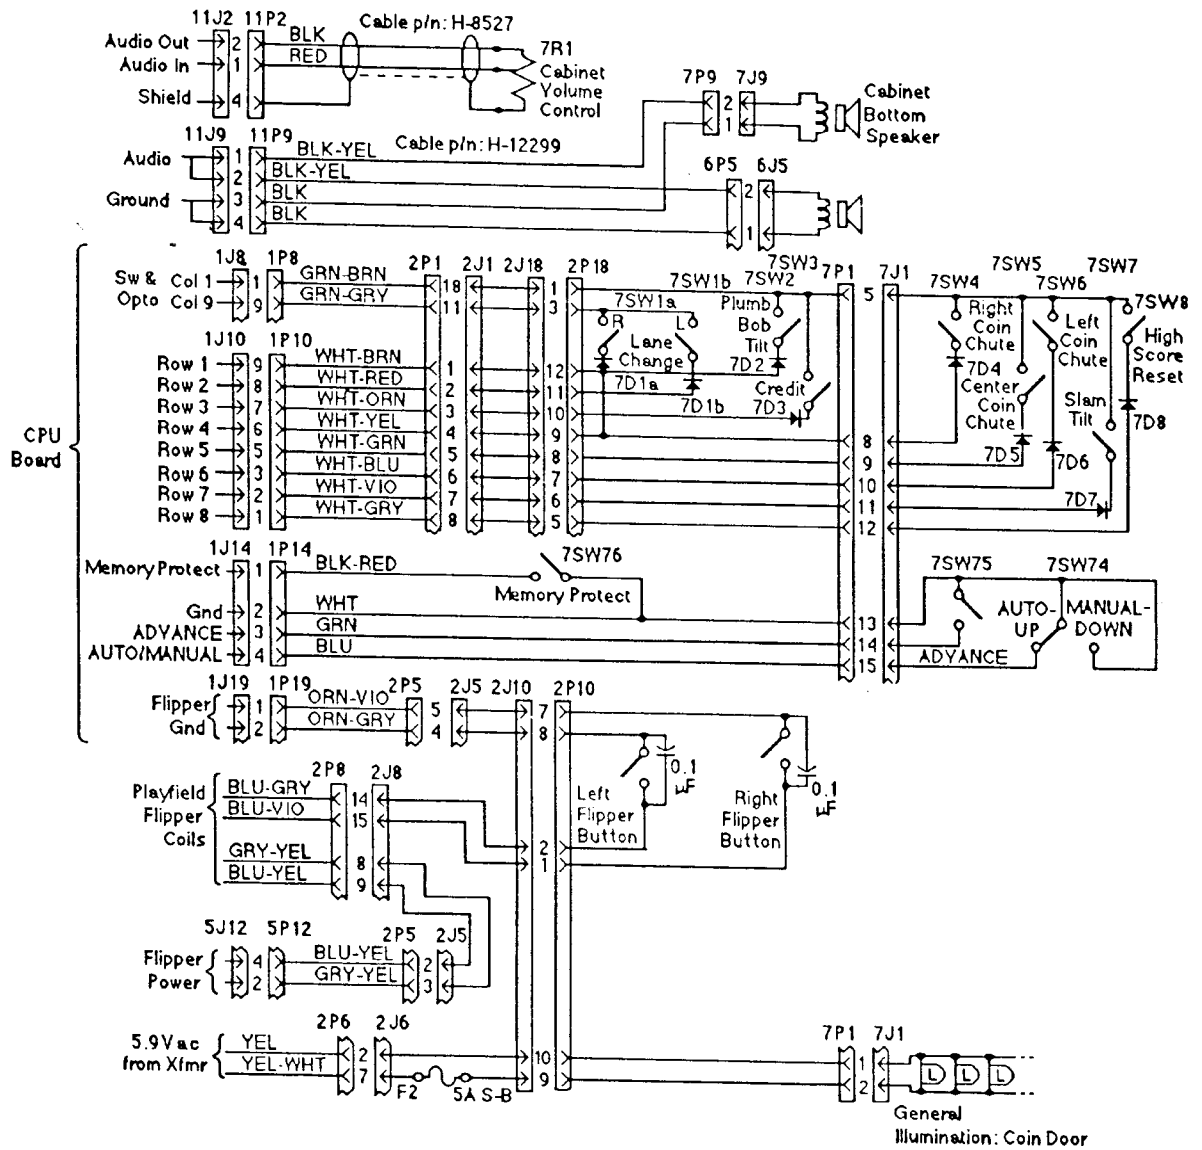 11J2 11P2 Cable p/n: H-8527
Audio Out 2 BLK
Audio In 1 RED
Shield 4
7R1
Cabinet
Volume
Control
11J9 11P9 Cable p/n: H-12299
Audio 1 BLK-YEL
2 BLK-YEL
Ground 3 BLK
4 BLK
7P9 7J9
2
1
Cabinet
Bottom
Speaker
6P5 6J5
2
1
CPU
Board
1J8 1P8 2P1 2J1 2J18 2P18
Sw & Col 1 1 GRN-BRN 18 1
Opto Col 9 9 GRN-GRY 11 3
1J10 1P10
Row 1 9 WHT-BRN 1 12
Row 2 8 WHT-RED 2 11
Row 3 7 WHT-ORN 3 10
Row 4 6 WHT-YEL 4 9
Row 5 5 WHT-GRN 5 8
Row 6 3 WHT-BLU 6 7
Row 7 2 WHT-VIO 7 6
Row 8 1 WHT-GRY 8 5
7SW1a
R L
Lane
Change
7D1a
7SW1b
7D1b
7SW2
Plumb
Bob
Tilt
7D2
7SW3
Credit
7D3
7P1 7J1
5
8
9
10
11
12
13
14
15
7SW4
Right
Coin
Chute
7D4
7SW5
Center
Coin
Chute
7D5
7SW6
Left
Coin
Chute
7D6
7SW7
Slam
Tilt
7D7
7SW8
High
Score
Reset
7D8
1J14 1P14
Memory Protect 1 BLK-RED
7SW76
Memory Protect
Gnd 2 WHT
ADVANCE 3 GRN
AUTO/MANUAL 4 BLU
7SW75
ADVANCE
7SW74
AUTO-
UP
MANUAL-
DOWN
1J19 1P19 2P5 2J5 2J10 2P10
Flipper 1 ORN-VIO 5 7
Gnd 2 ORN-GRY 4 8
0.1
µF
Left
Flipper
Button
0.1
µF
Right
Flipper
Button
2P8 2J8
Playfield
Flipper
Coils
BLU-GRY 14
BLU-VIO 15
GRY-YEL 8
BLU-YEL 9
2
1
5J12 5P12 2P5 2J5
Flipper
Power
4 BLU-YEL 2
2 GRY-YEL 3
2P6 2J6
5.9Vac
from Xfmr
YEL 2 10
YEL-WHT 7 F2 5A S-B 9
7P1 7J1
1
2
L L L
General
Illumination: Coin Door